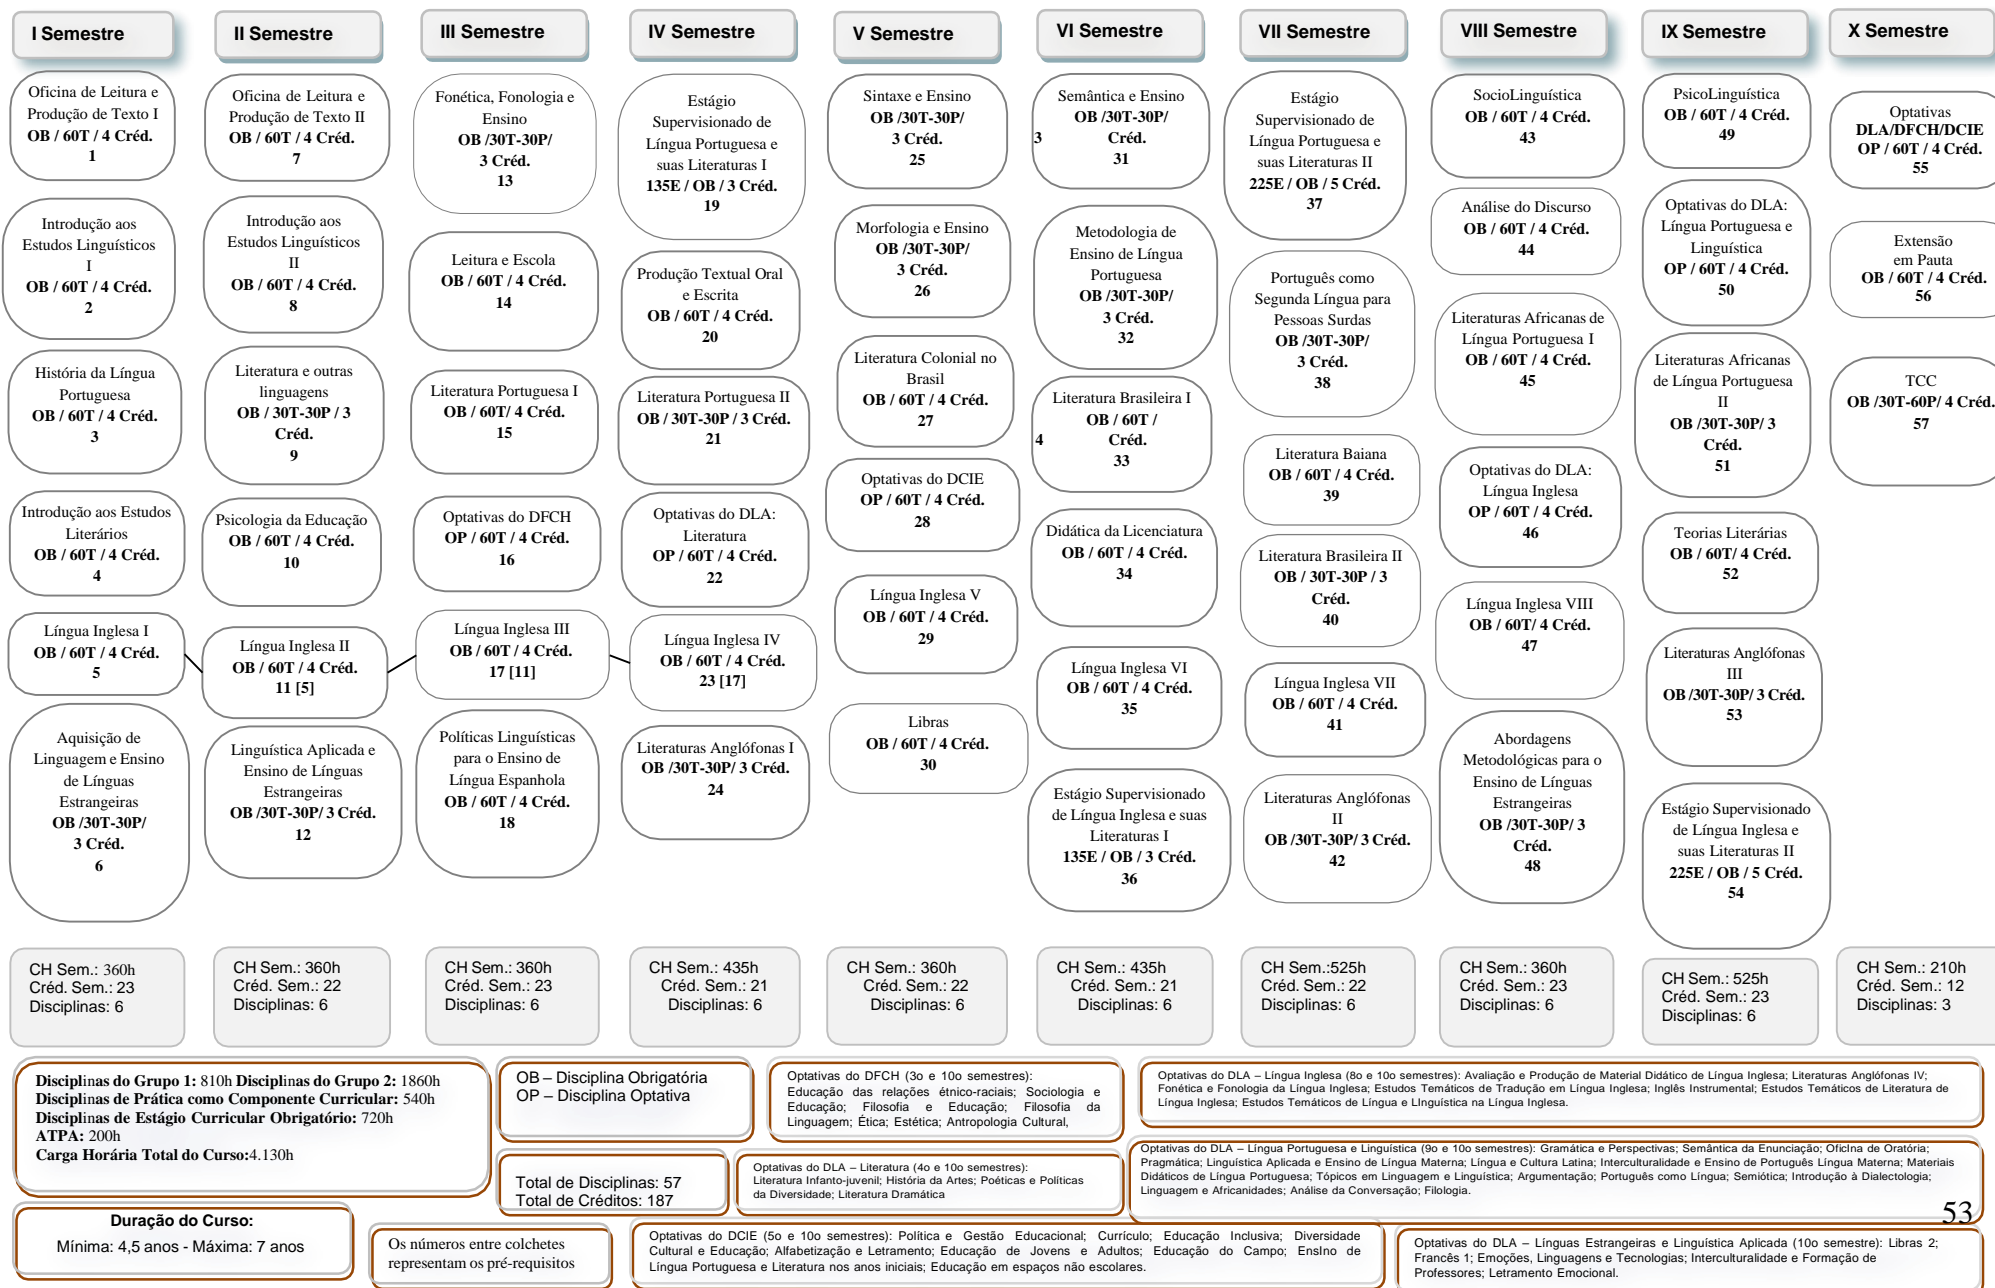 I Semestre
Oficina de Leitura e
Produção de Texto I
OB / 60T / 4 Créd.
1
Introdução aos
Estudos Linguísticos
I
OB / 60T / 4 Créd.
2
História da Língua
Portuguesa
OB / 60T / 4 Créd.
3
Introdução aos Estudos
Literários
OB / 60T / 4 Créd.
4
Língua Inglesa I
OB / 60T / 4 Créd.
5
Aquisição de
Linguagem e Ensino
de Línguas
Estrangeiras
OB /30T-30P/
3 Créd.
6
CH Sem.: 360h
Créd. Sem.: 23
Disciplinas: 6
II Semestre
Oficina de Leitura e
Produção de Texto II
OB / 60T / 4 Créd.
7
Introdução aos
Estudos Linguísticos
II
OB / 60T / 4 Créd.
8
Literatura e outras
linguagens
OB / 30T-30P / 3
Créd.
9
Psicologia da Educação
OB / 60T / 4 Créd.
10
Língua Inglesa II
OB / 60T / 4 Créd.
11 [5]
Linguística Aplicada e
Ensino de Línguas
Estrangeiras
OB /30T-30P/ 3 Créd.
12
CH Sem.: 360h
Créd. Sem.: 22
Disciplinas: 6
III Semestre
Fonética, Fonologia e
Ensino
OB /30T-30P/
3 Créd.
13
Leitura e Escola
OB / 60T / 4 Créd.
14
Literatura Portuguesa I
OB / 60T/ 4 Créd.
15
Optativas do DFCH
OP / 60T / 4 Créd.
16
Língua Inglesa III
OB / 60T / 4 Créd.
17 [11]
Políticas Linguísticas
para o Ensino de
Língua Espanhola
OB / 60T / 4 Créd.
18
CH Sem.: 360h
Créd. Sem.: 23
Disciplinas: 6
IV Semestre
Estágio
Supervisionado de
Língua Portuguesa e
suas Literaturas I
135E / OB / 3 Créd.
19
Produção Textual Oral
e Escrita
OB / 60T / 4 Créd.
20
Literatura Portuguesa II
OB / 30T-30P / 3 Créd.
21
Optativas do DLA:
Literatura
OP / 60T / 4 Créd.
22
Língua Inglesa IV
OB / 60T / 4 Créd.
23 [17]
Literaturas Anglófonas I
OB /30T-30P/ 3 Créd.
24
CH Sem.: 435h
Créd. Sem.: 21
Disciplinas: 6
V Semestre
Sintaxe e Ensino
OB /30T-30P/
3 Créd.
25
Morfologia e Ensino
OB /30T-30P/
3 Créd.
26
Literatura Colonial no
Brasil
OB / 60T / 4 Créd.
27
Optativas do DCIE
OP / 60T / 4 Créd.
28
Língua Inglesa V
OB / 60T / 4 Créd.
29
Libras
OB / 60T / 4 Créd.
30
CH Sem.: 360h
Créd. Sem.: 22
Disciplinas: 6
VI Semestre
Semântica e Ensino
OB /30T-30P/
3 Créd.
31
Metodologia de
Ensino de Língua
Portuguesa
OB /30T-30P/
3 Créd.
32
Literatura Brasileira I
OB / 60T /
4 Créd.
33
Didática da Licenciatura
OB / 60T / 4 Créd.
34
Língua Inglesa VI
OB / 60T / 4 Créd.
35
Estágio Supervisionado
de Língua Inglesa e suas
Literaturas I
135E / OB / 3 Créd.
36
CH Sem.: 435h
Créd. Sem.: 21
Disciplinas: 6
VII Semestre
Estágio
Supervisionado de
Língua Portuguesa e
suas Literaturas II
225E / OB / 5 Créd.
37
Português como
Segunda Língua para
Pessoas Surdas
OB /30T-30P/
3 Créd.
38
Literatura Baiana
OB / 60T / 4 Créd.
39
Literatura Brasileira II
OB / 30T-30P / 3
Créd.
40
Língua Inglesa VII
OB / 60T / 4 Créd.
41
Literaturas Anglófonas
II
OB /30T-30P/ 3 Créd.
42
CH Sem.:525h
Créd. Sem.: 22
Disciplinas: 6
VIII Semestre
SocioLinguística
OB / 60T / 4 Créd.
43
Análise do Discurso
OB / 60T / 4 Créd.
44
Literaturas Africanas de
Língua Portuguesa I
OB / 60T / 4 Créd.
45
Optativas do DLA:
Língua Inglesa
OP / 60T / 4 Créd.
46
Língua Inglesa VIII
OB / 60T/ 4 Créd.
47
Abordagens
Metodológicas para o
Ensino de Línguas
Estrangeiras
OB /30T-30P/ 3
Créd.
48
CH Sem.: 360h
Créd. Sem.: 23
Disciplinas: 6
IX Semestre
PsicoLinguística
OB / 60T / 4 Créd.
49
Optativas do DLA:
Língua Portuguesa e
Linguística
OP / 60T / 4 Créd.
50
Literaturas Africanas
de Língua Portuguesa
II
OB /30T-30P/ 3
Créd.
51
Teorias Literárias
OB / 60T/ 4 Créd.
52
Literaturas Anglófonas
III
OB /30T-30P/ 3 Créd.
53
Estágio Supervisionado
de Língua Inglesa e
suas Literaturas II
225E / OB / 5 Créd.
54
CH Sem.: 525h
Créd. Sem.: 23
Disciplinas: 6
X Semestre
Optativas
DLA/DFCH/DCIE
OP / 60T / 4 Créd.
55
Extensão
em Pauta
OB / 60T / 4 Créd.
56
TCC
OB /30T-60P/ 4 Créd.
57
CH Sem.: 210h
Créd. Sem.: 12
Disciplinas: 3
Disciplinas do Grupo 1: 810h Disciplinas do Grupo 2: 1860h
Disciplinas de Prática como Componente Curricular: 540h
Disciplinas de Estágio Curricular Obrigatório: 720h
ATPA: 200h
Carga Horária Total do Curso:4.130h
OB – Disciplina Obrigatória
OP – Disciplina Optativa
Optativas do DFCH (3o e 10o semestres):
Educação das relações étnico-raciais; Sociologia e
Educação; Filosofia e Educação; Filosofia da
Linguagem; Ética; Estética; Antropologia Cultural,
Optativas do DLA – Língua Inglesa (8o e 10o semestres): Avaliação e Produção de Material Didático de Língua Inglesa; Literaturas Anglófonas IV;
Fonética e Fonologia da Língua Inglesa; Estudos Temáticos de Tradução em Língua Inglesa; Inglês Instrumental; Estudos Temáticos de Literatura de
Língua Inglesa; Estudos Temáticos de Língua e LInguística na Língua Inglesa.
Total de Disciplinas: 57
Total de Créditos: 187
Optativas do DLA – Literatura (4o e 10o semestres):
Literatura Infanto-juvenil; História da Artes; Poéticas e Políticas
da Diversidade; Literatura Dramática
Optativas do DLA – Língua Portuguesa e Linguística (9o e 10o semestres): Gramática e Perspectivas; Semântica da Enunciação; OficIna de Oratória;
Pragmática; Linguística Aplicada e Ensino de Língua Materna; Língua e Cultura Latina; Interculturalidade e Ensino de Português Língua Materna; Materiais
Didáticos de Língua Portuguesa; Tópicos em Linguagem e Linguística; Argumentação; Português como Língua; Semiótica; Introdução à Dialectologia;
Linguagem e Africanidades; Análise da Conversação; Filologia.
53
Duração do Curso:
Mínima: 4,5 anos - Máxima: 7 anos
Os números entre colchetes
representam os pré-requisitos
Optativas do DCIE (5o e 10o semestres): Política e Gestão Educacional; Currículo; Educação Inclusiva; Diversidade
Cultural e Educação; Alfabetização e Letramento; Educação de Jovens e Adultos; Educação do Campo; EnsIno de
Língua Portuguesa e Literatura nos anos iniciais; Educação em espaços não escolares.
Optativas do DLA – Línguas Estrangeiras e Linguística Aplicada (10o semestre): Libras 2;
Francês 1; Emoções, Linguagens e Tecnologias; Interculturalidade e Formação de
Professores; Letramento Emocional.